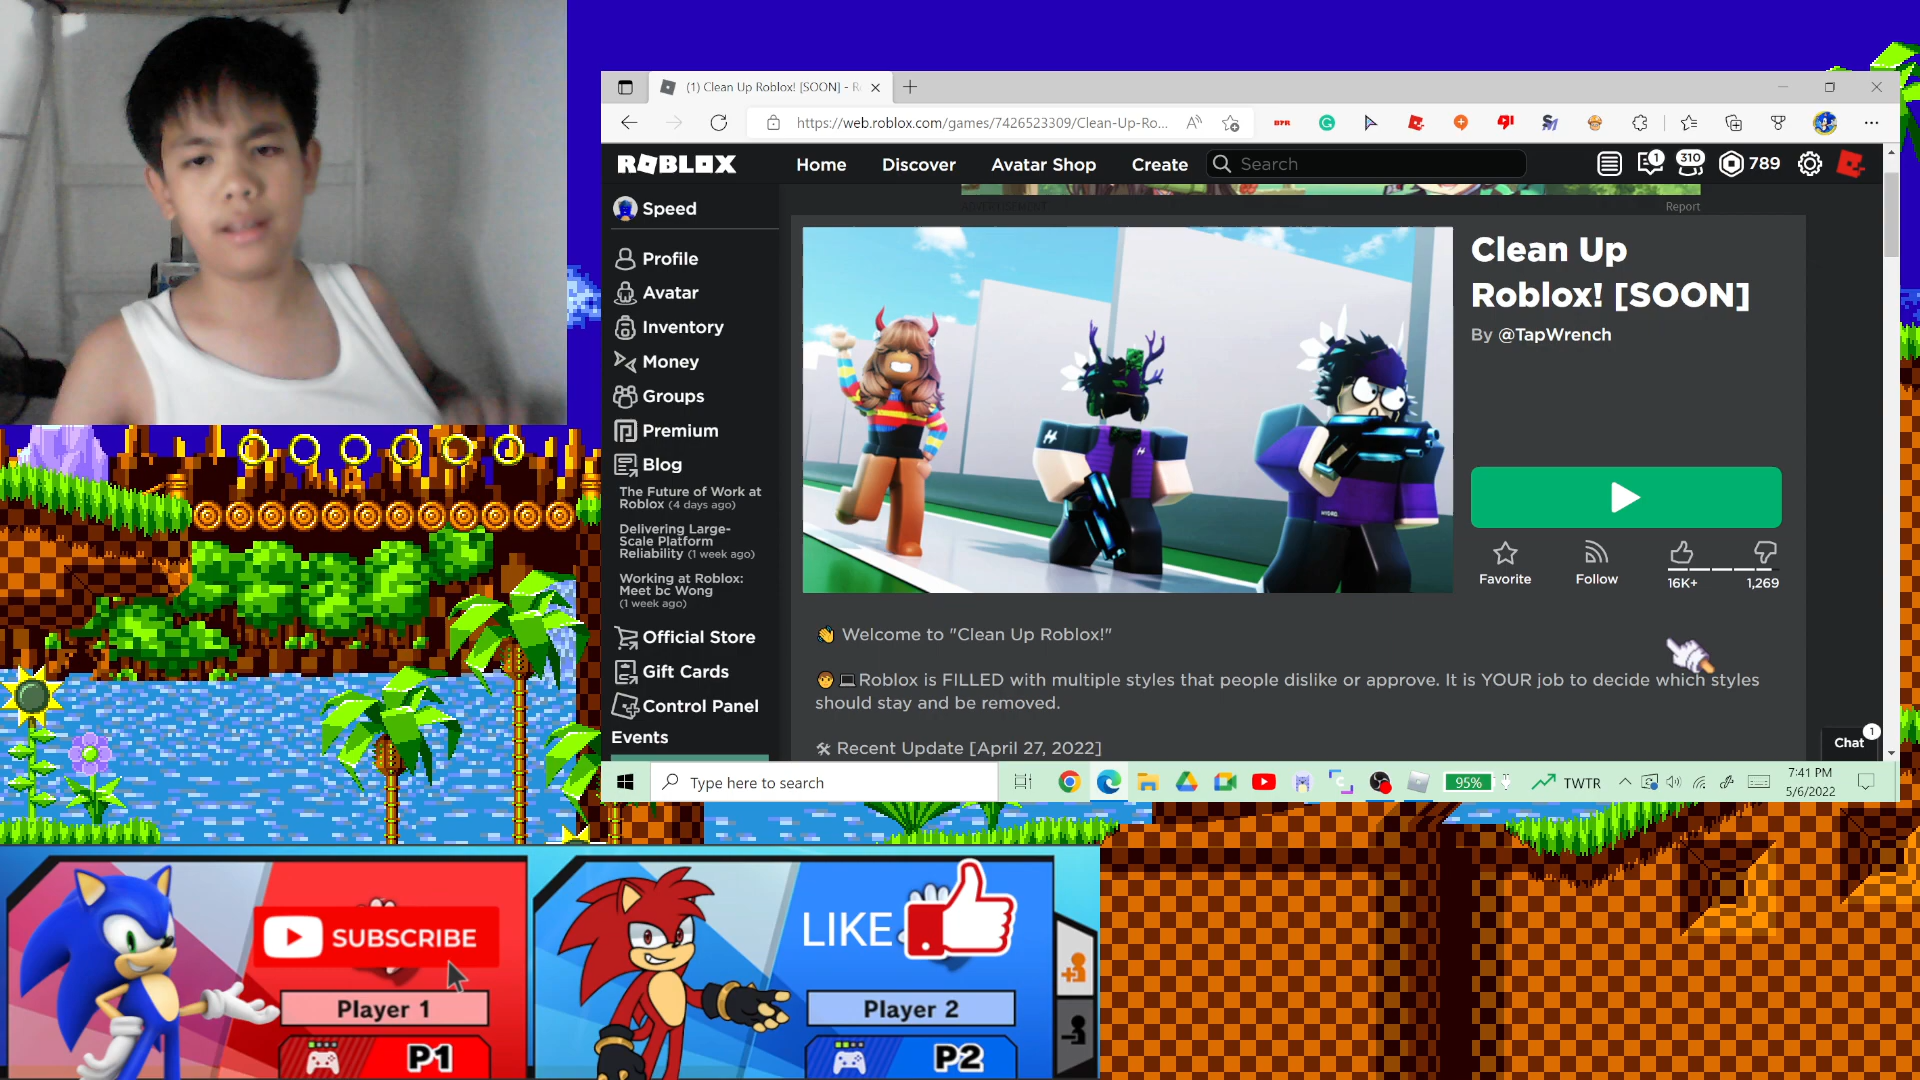 (1) Clean Up Roblox! [SOON] - R
https://web.roblox.com/games/7426523309/Clean-Up-Ro...
ROBLOX
Home
Discover
Avatar Shop
Create
Search
1
310
789
ADVERTISEMENT
Report
Speed
Profile
Avatar
Inventory
Money
Groups
Premium
Blog
The Future of Work at
Roblox (4 days ago)
Delivering Large-
Scale Platform
Reliability (1 week ago)
Working at Roblox:
Meet bc Wong
(1 week ago)
Official Store
Gift Cards
Control Panel
Events
Clean Up
Roblox! [SOON]
By @TapWrench
Favorite
Follow
16K+
1,269
👋 Welcome to "Clean Up Roblox!"
🧑💻Roblox is FILLED with multiple styles that people dislike or approve. It is YOUR job to decide which styles
should stay and be removed.
🛠 Recent Update [April 27, 2022]
Chat
1
Type here to search
95%
TWTR
7:41 PM
5/6/2022
SUBSCRIBE
Player 1
P1
LIKE
Player 2
P2